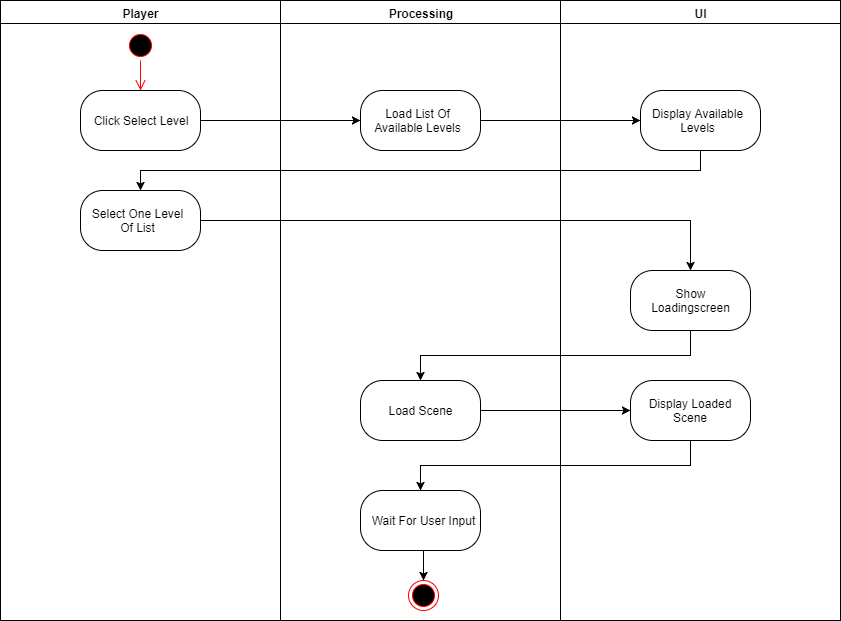 Player
Processing
UI
Click Select Level
Load List Of
Available Levels
Display Available
Levels
Select One Level
Of List
Show
Loadingscreen
Load Scene
Display Loaded
Scene
Wait For User Input